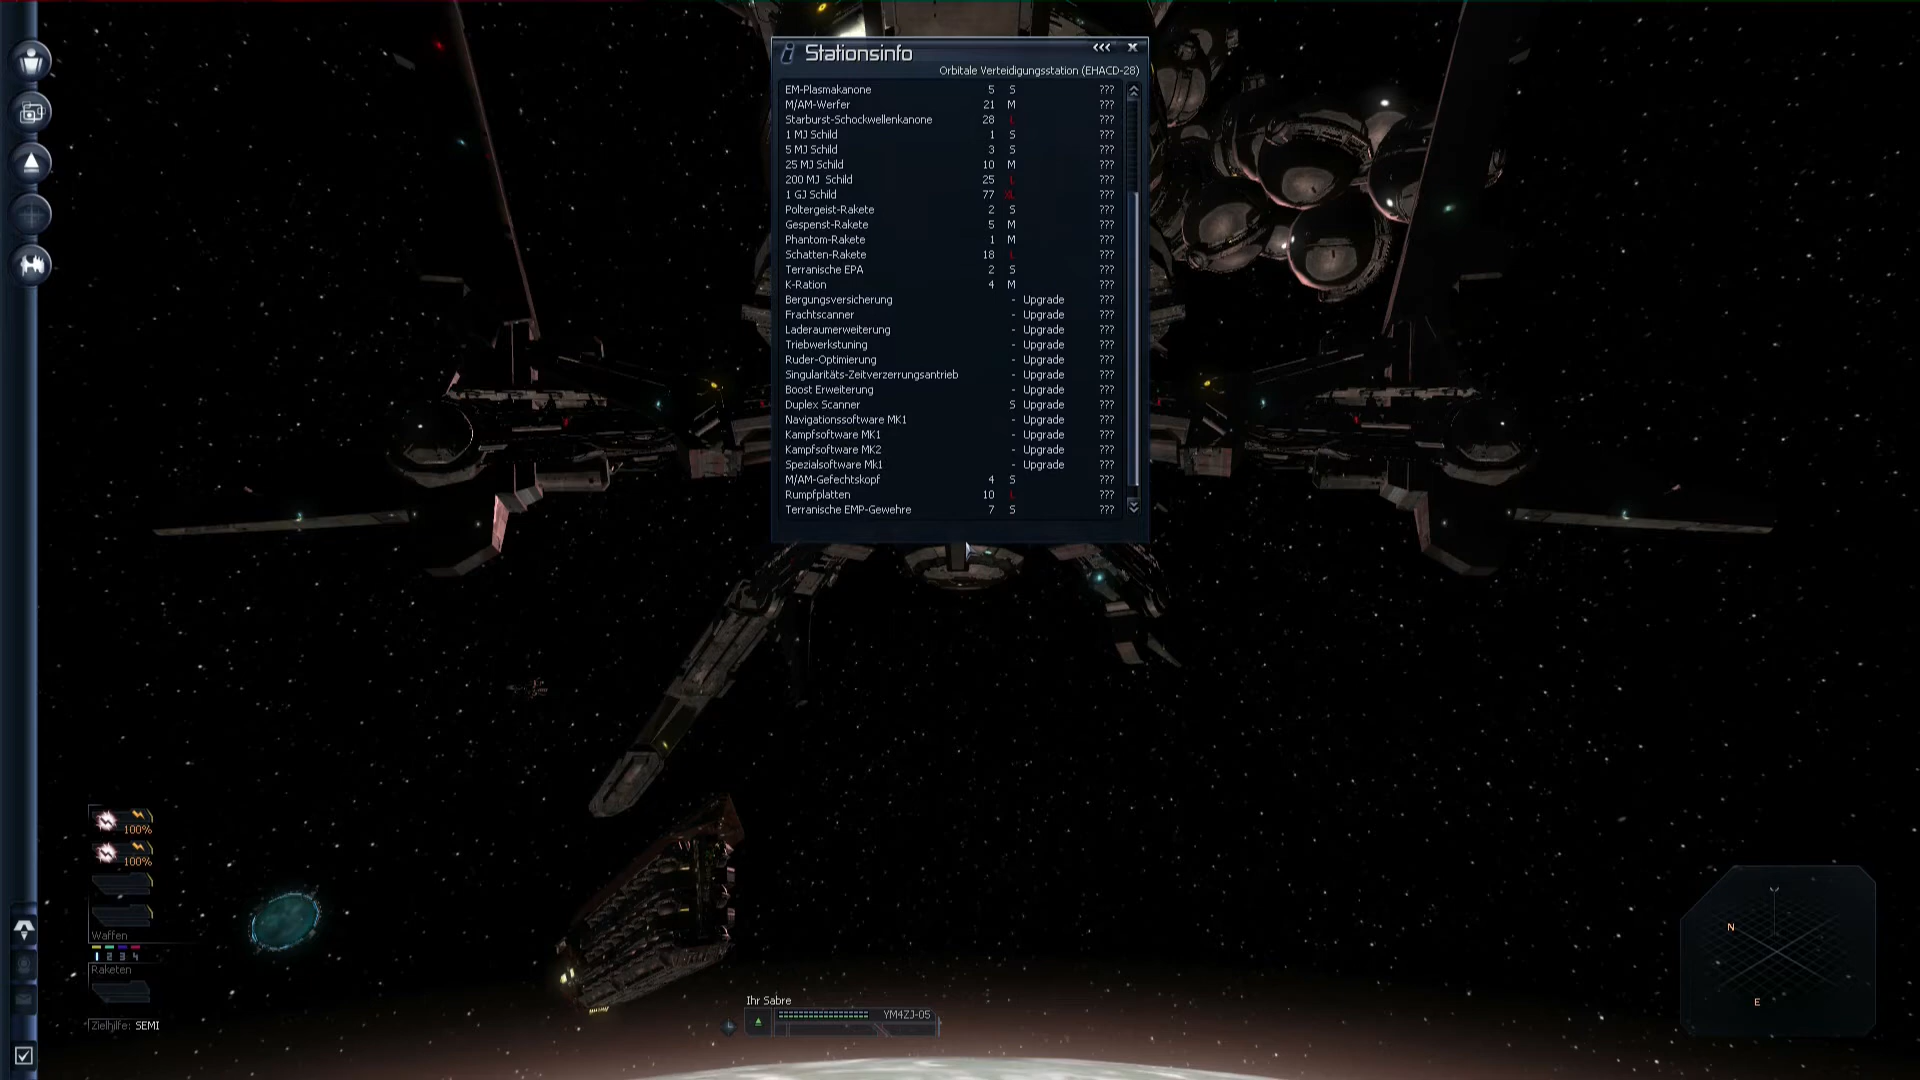 Stationsinfo
Orbitale Verteidigungsstation (EHACD-28)
EM-Plasmakanone 5 S ???
M/AM-Werfer 21 M ???
Starburst-Schockwellenkanone 28 L ???
1 MJ Schild 1 S ???
5 MJ Schild 3 S ???
25 MJ Schild 10 M ???
200 MJ Schild 25 L ???
1 GJ Schild 77 XL ???
Poltergeist-Rakete 2 S ???
Gespenst-Rakete 5 M ???
Phantom-Rakete 1 M ???
Schatten-Rakete 18 L ???
Terranische EPA 2 S ???
K-Ration 4 M ???
Bergungsversicherung - Upgrade ???
Frachtscanner - Upgrade ???
Laderaumerweiterung - Upgrade ???
Triebwerkstuning - Upgrade ???
Ruder-Optimierung - Upgrade ???
Singularitäts-Zeitverzerrungsantrieb - Upgrade ???
Boost Erweiterung - Upgrade ???
Duplex Scanner S Upgrade ???
Navigationssoftware MK1 - Upgrade ???
Kampfsoftware MK1 - Upgrade ???
Kampfsoftware MK2 - Upgrade ???
Spezialsoftware Mk1 - Upgrade ???
M/AM-Gefechtskopf 4 S ???
Rumpfplatten 10 L ???
Terranische EMP-Gewehre 7 S ???
100%
100%
Waffen
1 2 3 4
Raketen
Zielhilfe: SEMI
Ihr Sabre
YM4ZJ-05
N
E